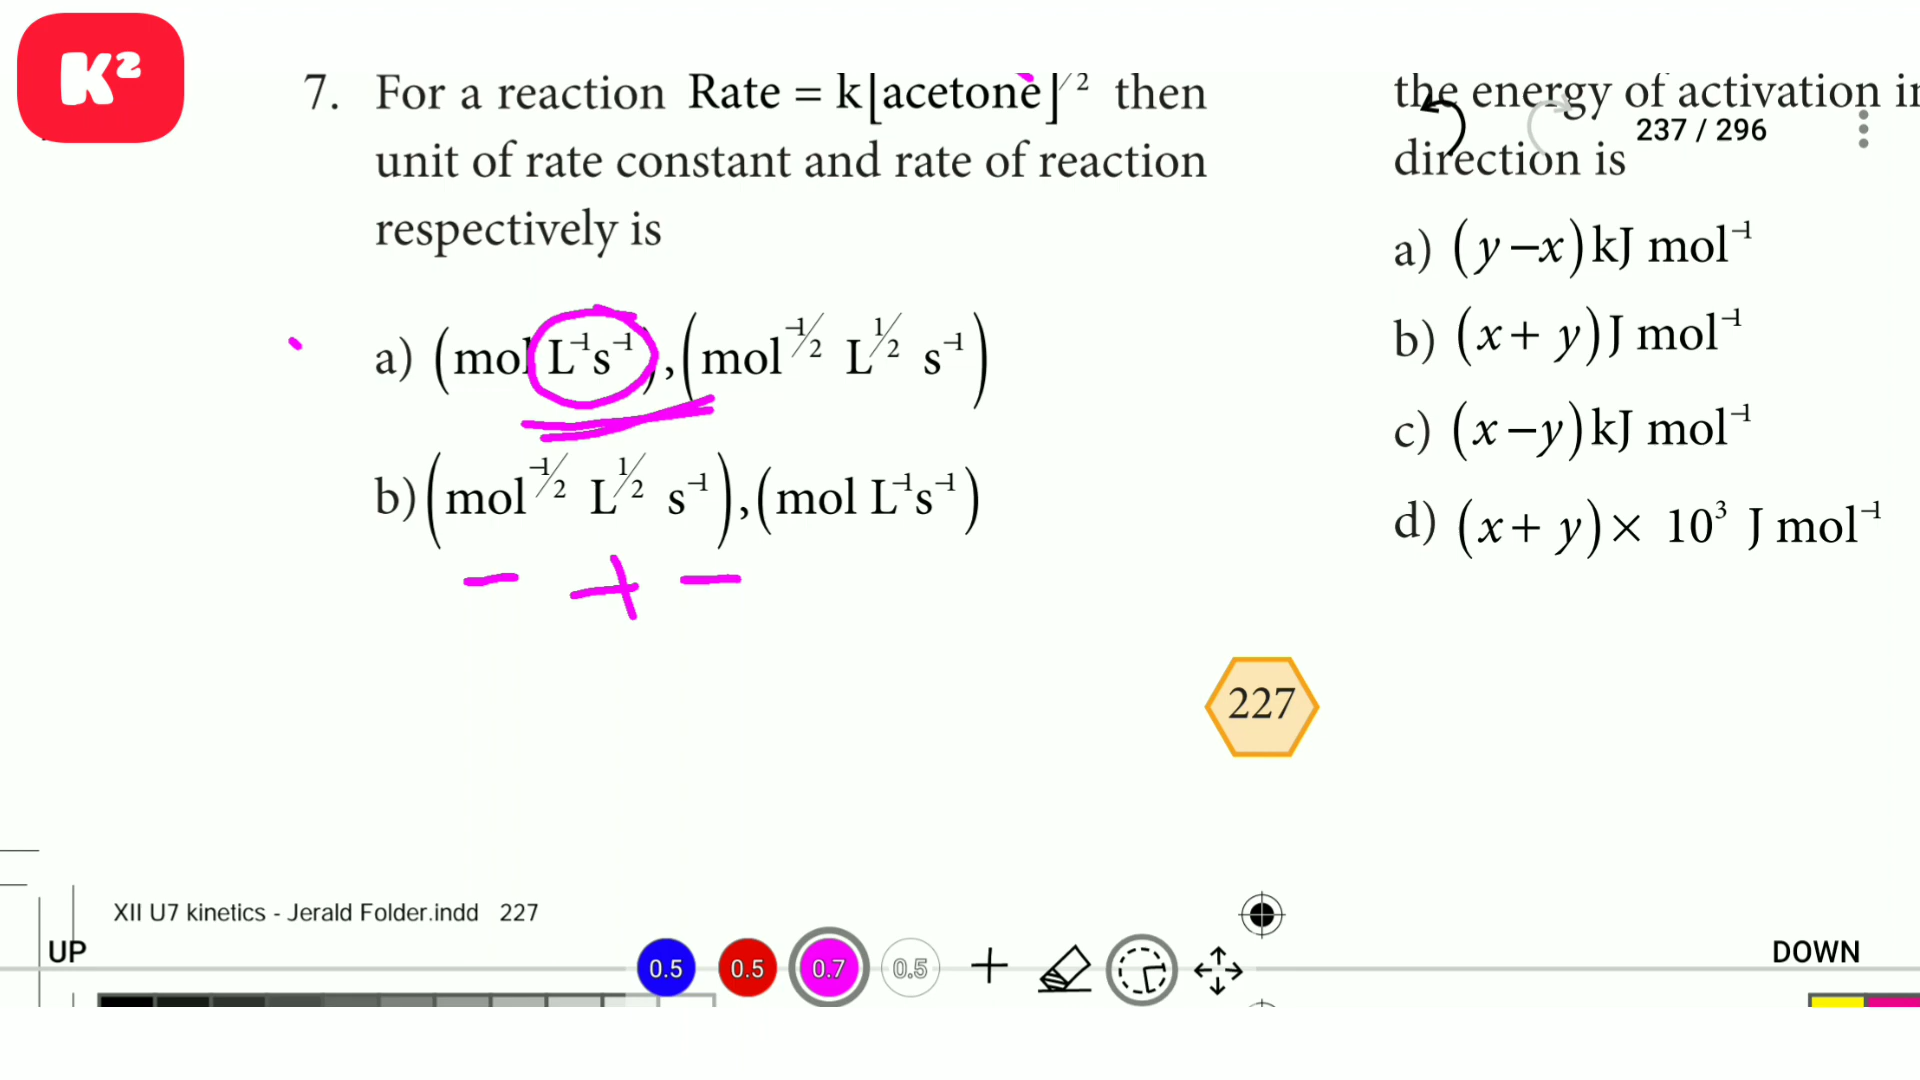 K²
7. For a reaction Rate = k[acetone]^/2 then
unit of rate constant and rate of reaction
respectively is
a) (mol L⁻¹s⁻¹),(mol^-1/2 L^1/2 s⁻¹)
b) (mol^-1/2 L^1/2 s⁻¹),(mol L⁻¹s⁻¹)
– + –
the energy of activation
237 / 296
direction is
a) (y−x)kJ mol⁻¹
b) (x+ y)J mol⁻¹
c) (x−y)kJ mol⁻¹
d) (x+ y)× 10³ J mol⁻¹
227
XII U7 kinetics - Jerald Folder.indd 227
UP
0.5 0.5 0.7 0.5
DOWN